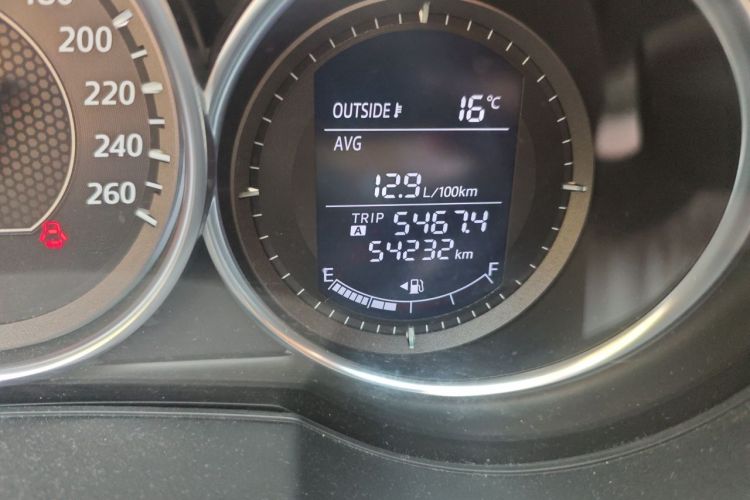 200
220
240
260
OUTSIDE 16°C
AVG
12.9 L/100km
TRIP A 5467.4
54232 km
E F